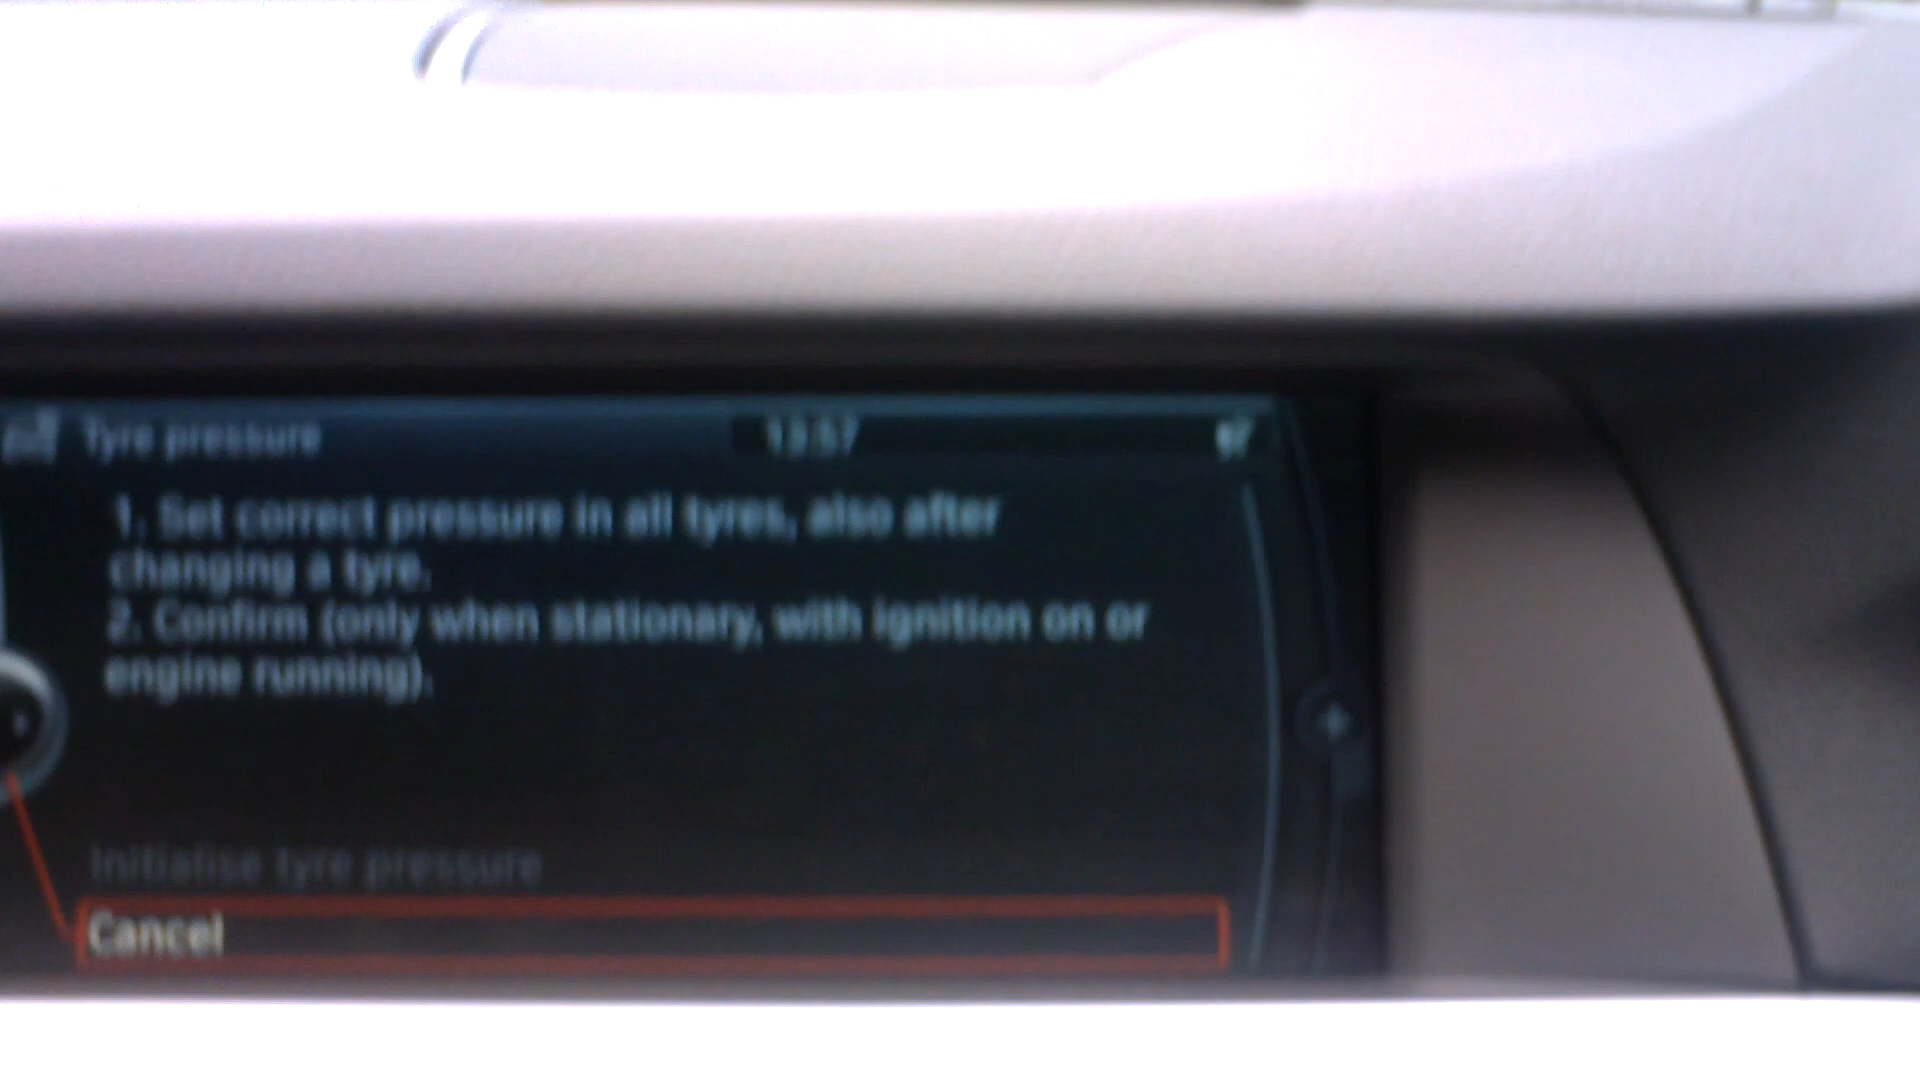 Tyre pressure 13:57
1. Set correct pressure in all tyres, also after
changing a tyre.
2. Confirm (only when stationary, with ignition on or
engine running).
Initialise tyre pressure
Cancel